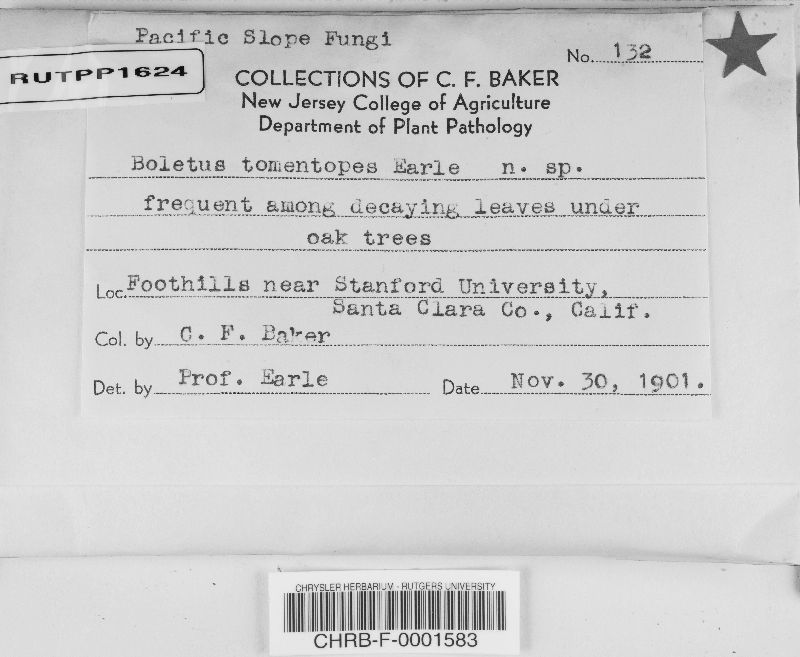 Pacific Slope Fungi
No. 132
RUTPP1624
COLLECTIONS OF C. F. BAKER
New Jersey College of Agriculture
Department of Plant Pathology
Boletus tomentopes Earle n. sp.
frequent among decaying leaves under
oak trees
Loc. Foothills near Stanford University,
Santa Clara Co., Calif.
Col. by C. F. Baker
Det. by Prof. Earle Date Nov. 30, 1901.
CHRYSLER HERBARIUM - RUTGERS UNIVERSITY
CHRB-F-0001583